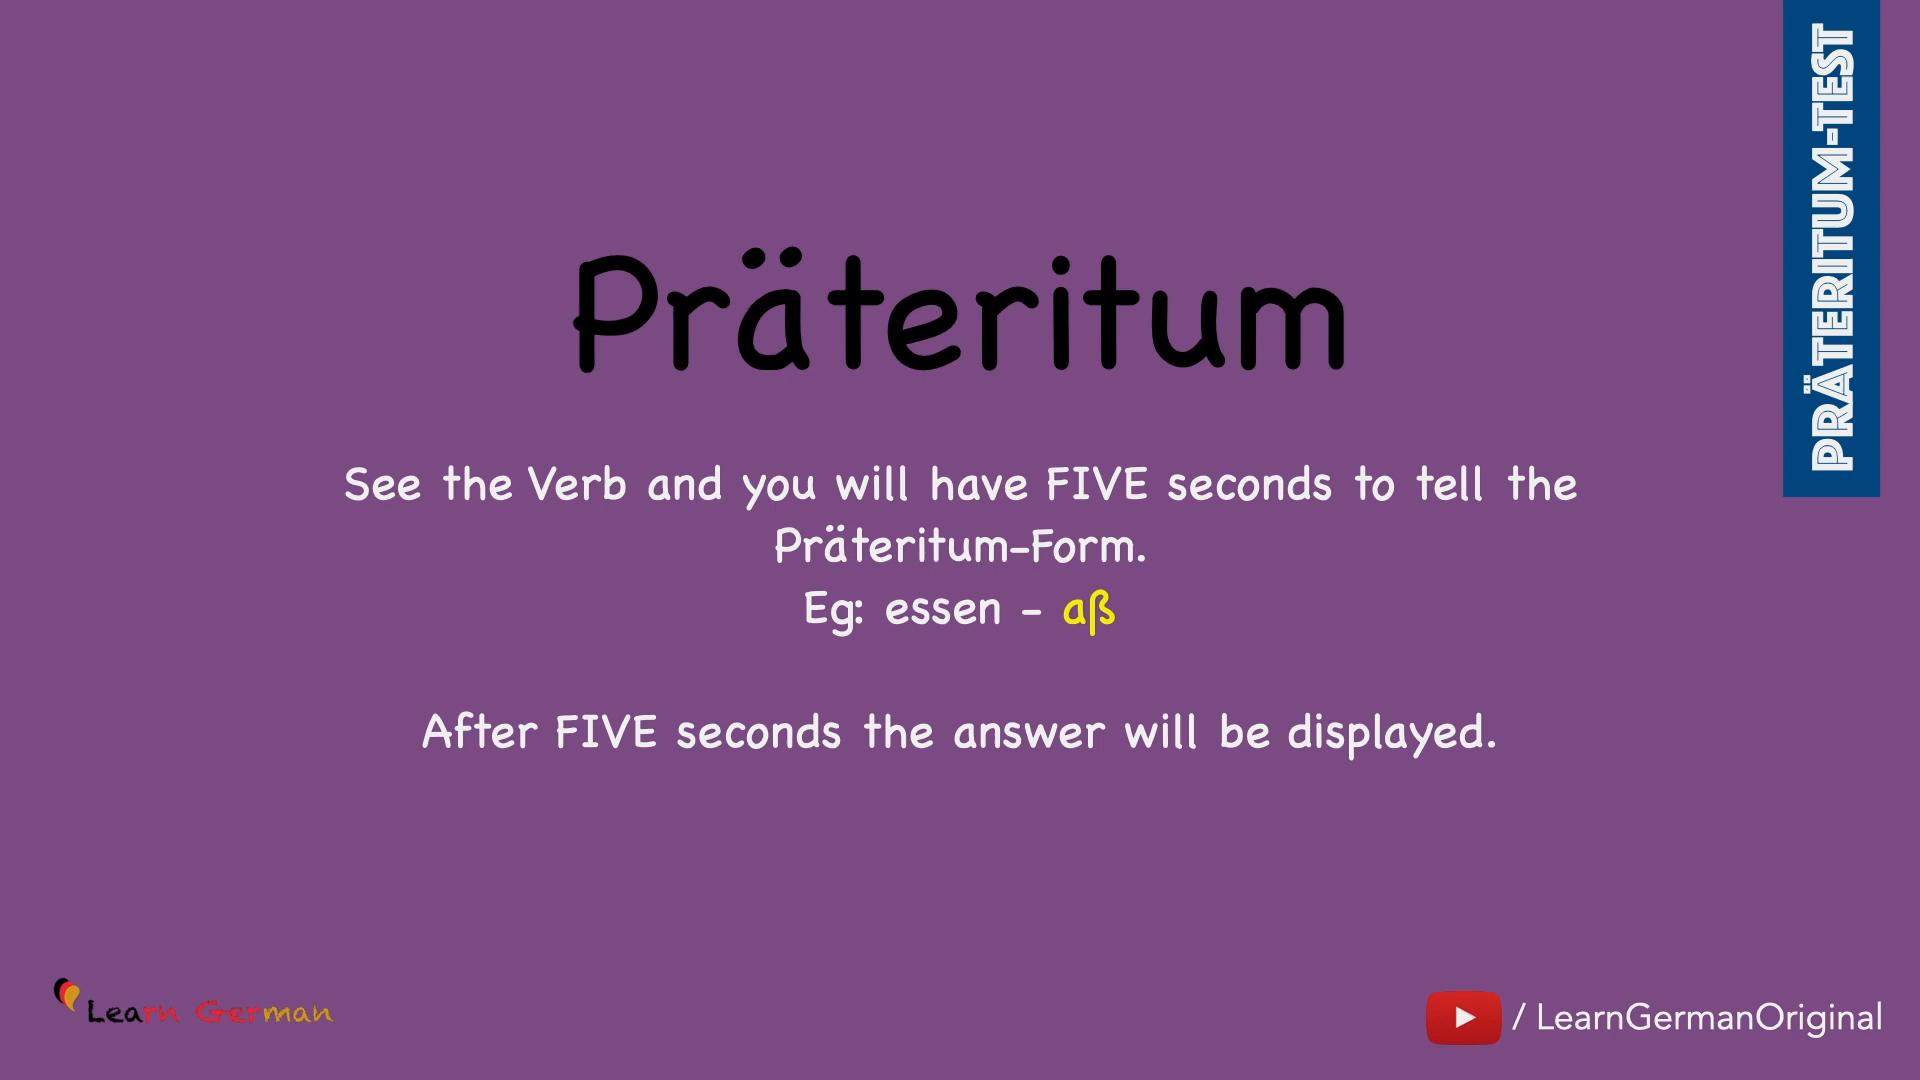 PRÄTERITUM-TEST
Präteritum
See the Verb and you will have FIVE seconds to tell the
Präteritum-Form.
Eg: essen - aß
After FIVE seconds the answer will be displayed.
Learn German
/ LearnGermanOriginal